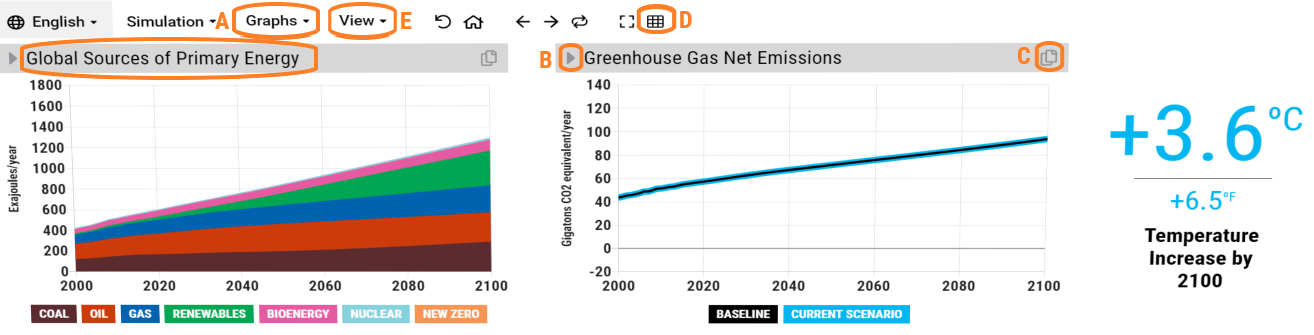 English Simulation A Graphs View E D
Global Sources of Primary Energy
B Greenhouse Gas Net Emissions C
1800
1600
1400
1200
1000
800
600
400
200
0
Exajoules/year
2000 2020 2040 2060 2080 2100
COAL OIL GAS RENEWABLES BIOENERGY NUCLEAR NEW ZERO
140
120
100
80
60
40
20
0
-20
Gigatons CO2 equivalent/year
2000 2020 2040 2060 2080 2100
BASELINE CURRENT SCENARIO
+3.6°C
+6.5°F
Temperature
Increase by
2100